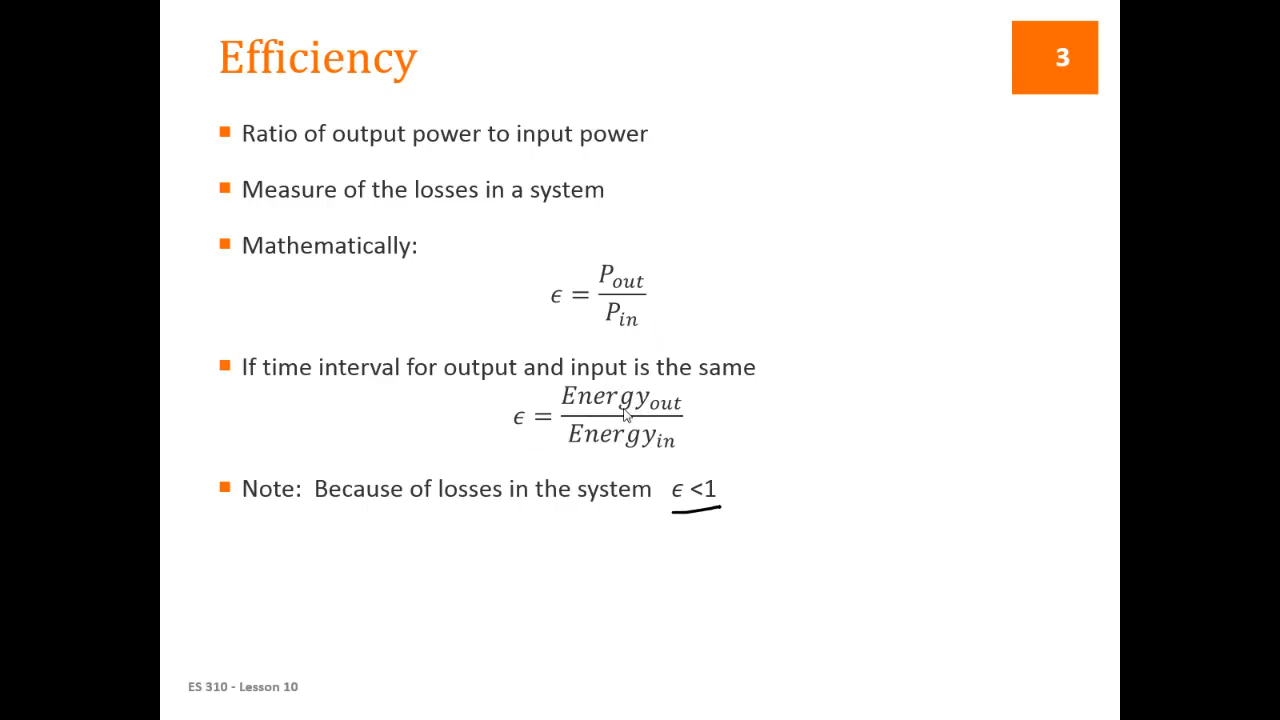 Efficiency
3
Ratio of output power to input power
Measure of the losses in a system
Mathematically:
ϵ = P_out / P_in
If time interval for output and input is the same
ϵ = Energy_out / Energy_in
Note: Because of losses in the system ϵ <1
ES 310 - Lesson 10